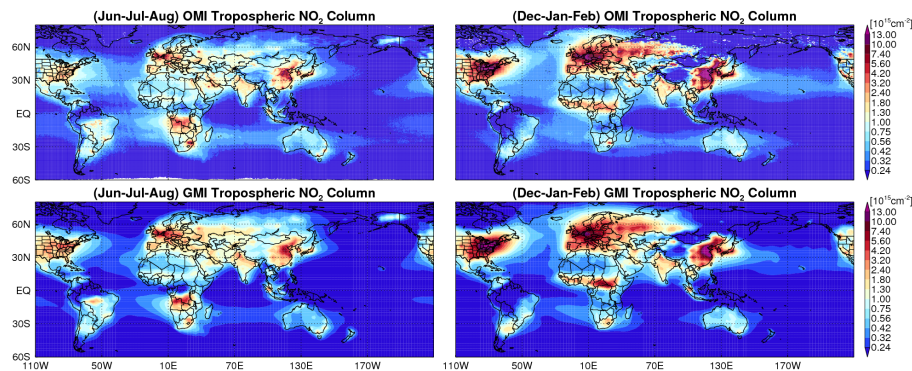 (Jun-Jul-Aug) OMI Tropospheric NO₂ Column
(Dec-Jan-Feb) OMI Tropospheric NO₂ Column
[10¹⁵cm⁻²]
60N
30N
EQ
30S
60S
13.00
10.00
7.40
5.60
4.20
3.20
2.40
1.80
1.30
1.00
0.75
0.56
0.42
0.32
0.24
(Jun-Jul-Aug) GMI Tropospheric NO₂ Column
(Dec-Jan-Feb) GMI Tropospheric NO₂ Column
[10¹⁵cm⁻²]
60N
30N
EQ
30S
60S
13.00
10.00
7.40
5.60
4.20
3.20
2.40
1.80
1.30
1.00
0.75
0.56
0.42
0.32
0.24
110W 50W 10E 70E 130E 170W
110W 50W 10E 70E 130E 170W